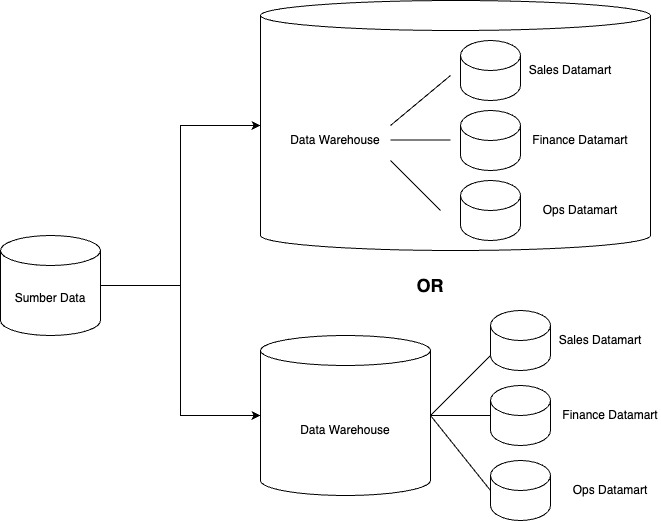 Sales Datamart
Data Warehouse
Finance Datamart
Ops Datamart
Sumber Data
OR
Sales Datamart
Data Warehouse
Finance Datamart
Ops Datamart